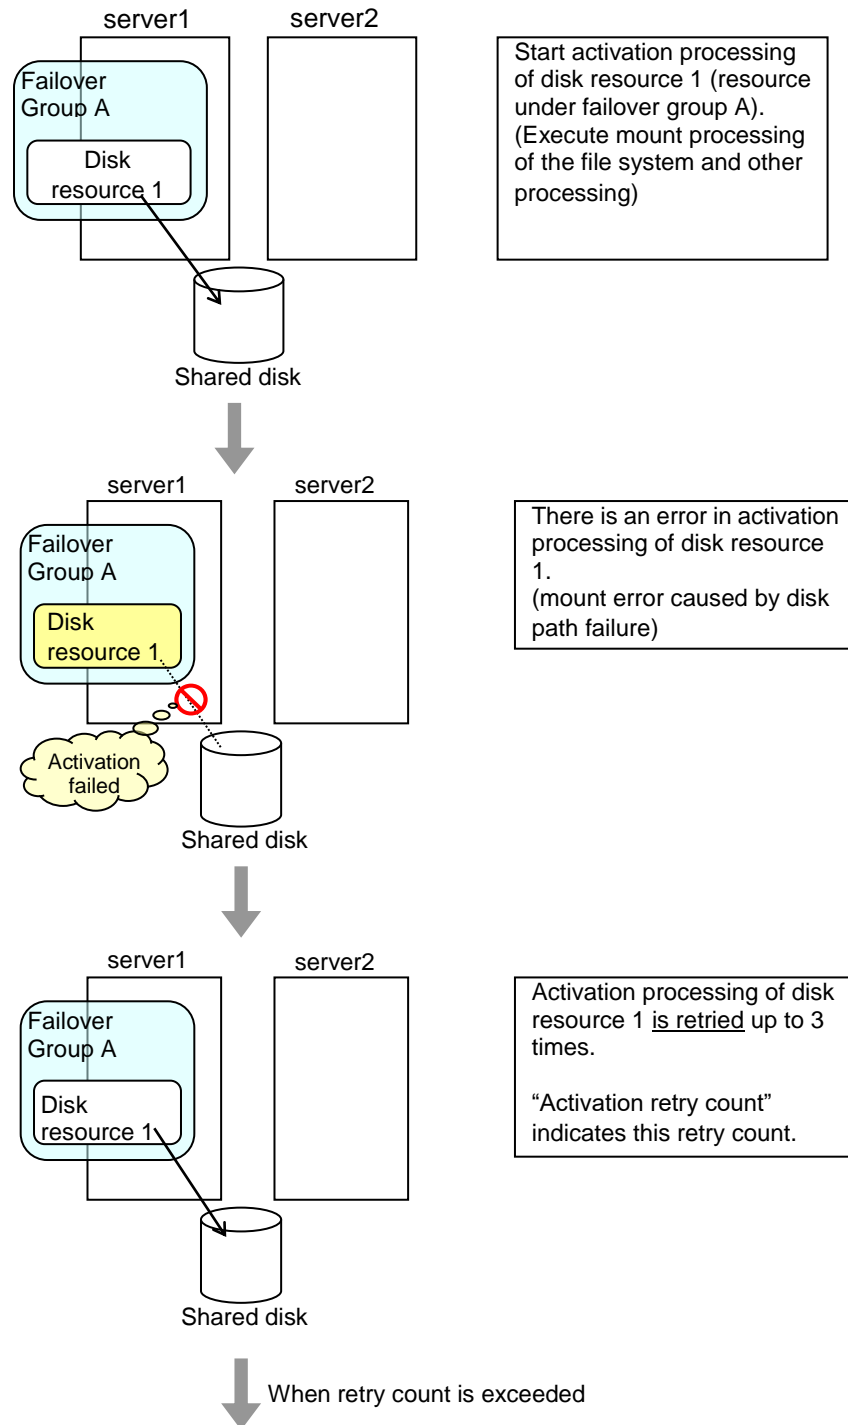 server1
server2
Failover
Group A
Disk
resource 1
Shared disk
Start activation processing
of disk resource 1 (resource
under failover group A).
(Execute mount processing
of the file system and other
processing)
server1
server2
Failover
Group A
Disk
resource 1
Activation
failed
Shared disk
There is an error in activation
processing of disk resource
1.
(mount error caused by disk
path failure)
server1
server2
Failover
Group A
Disk
resource 1
Shared disk
Activation processing of disk
resource 1 is retried up to 3
times.
“Activation retry count”
indicates this retry count.
When retry count is exceeded